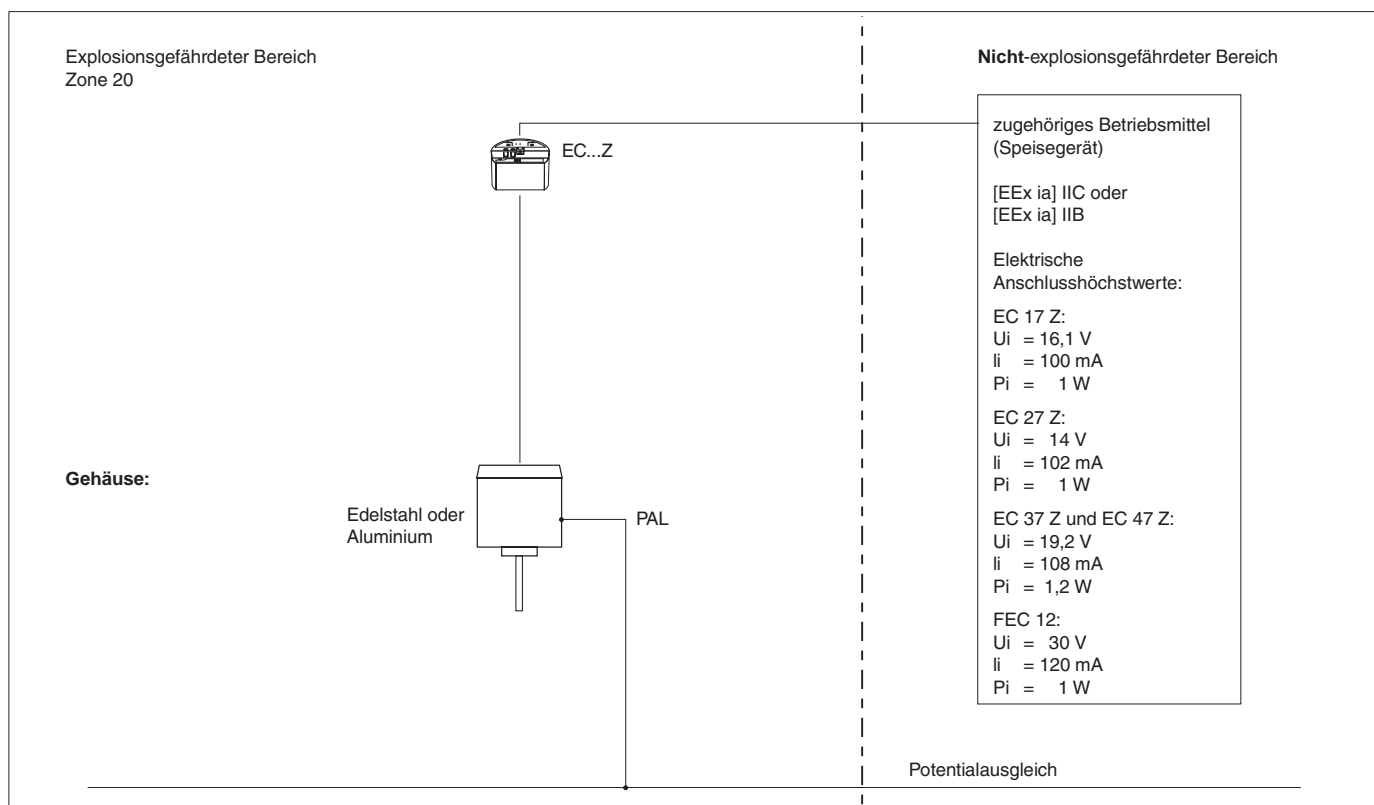 Explosionsgefährdeter Bereich
Zone 20
Nicht-explosionsgefährdeter Bereich
EC...Z
zugehöriges Betriebsmittel
(Speisegerät)
[EEx ia] IIC oder
[EEx ia] IIB
Elektrische
Anschlusshöchstwerte:
EC 17 Z:
Ui = 16,1 V
Ii = 100 mA
Pi = 1 W
EC 27 Z:
Ui = 14 V
Ii = 102 mA
Pi = 1 W
EC 37 Z und EC 47 Z:
Ui = 19,2 V
Ii = 108 mA
Pi = 1,2 W
FEC 12:
Ui = 30 V
Ii = 120 mA
Pi = 1 W
Gehäuse:
Edelstahl oder
Aluminium
PAL
Potentialausgleich